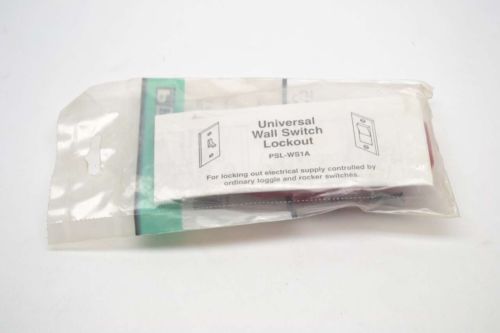 Universal
Wall Switch
Lockout
PSL-WS1A
For locking out electrical supply controlled by
ordinary toggle and rocker switches.